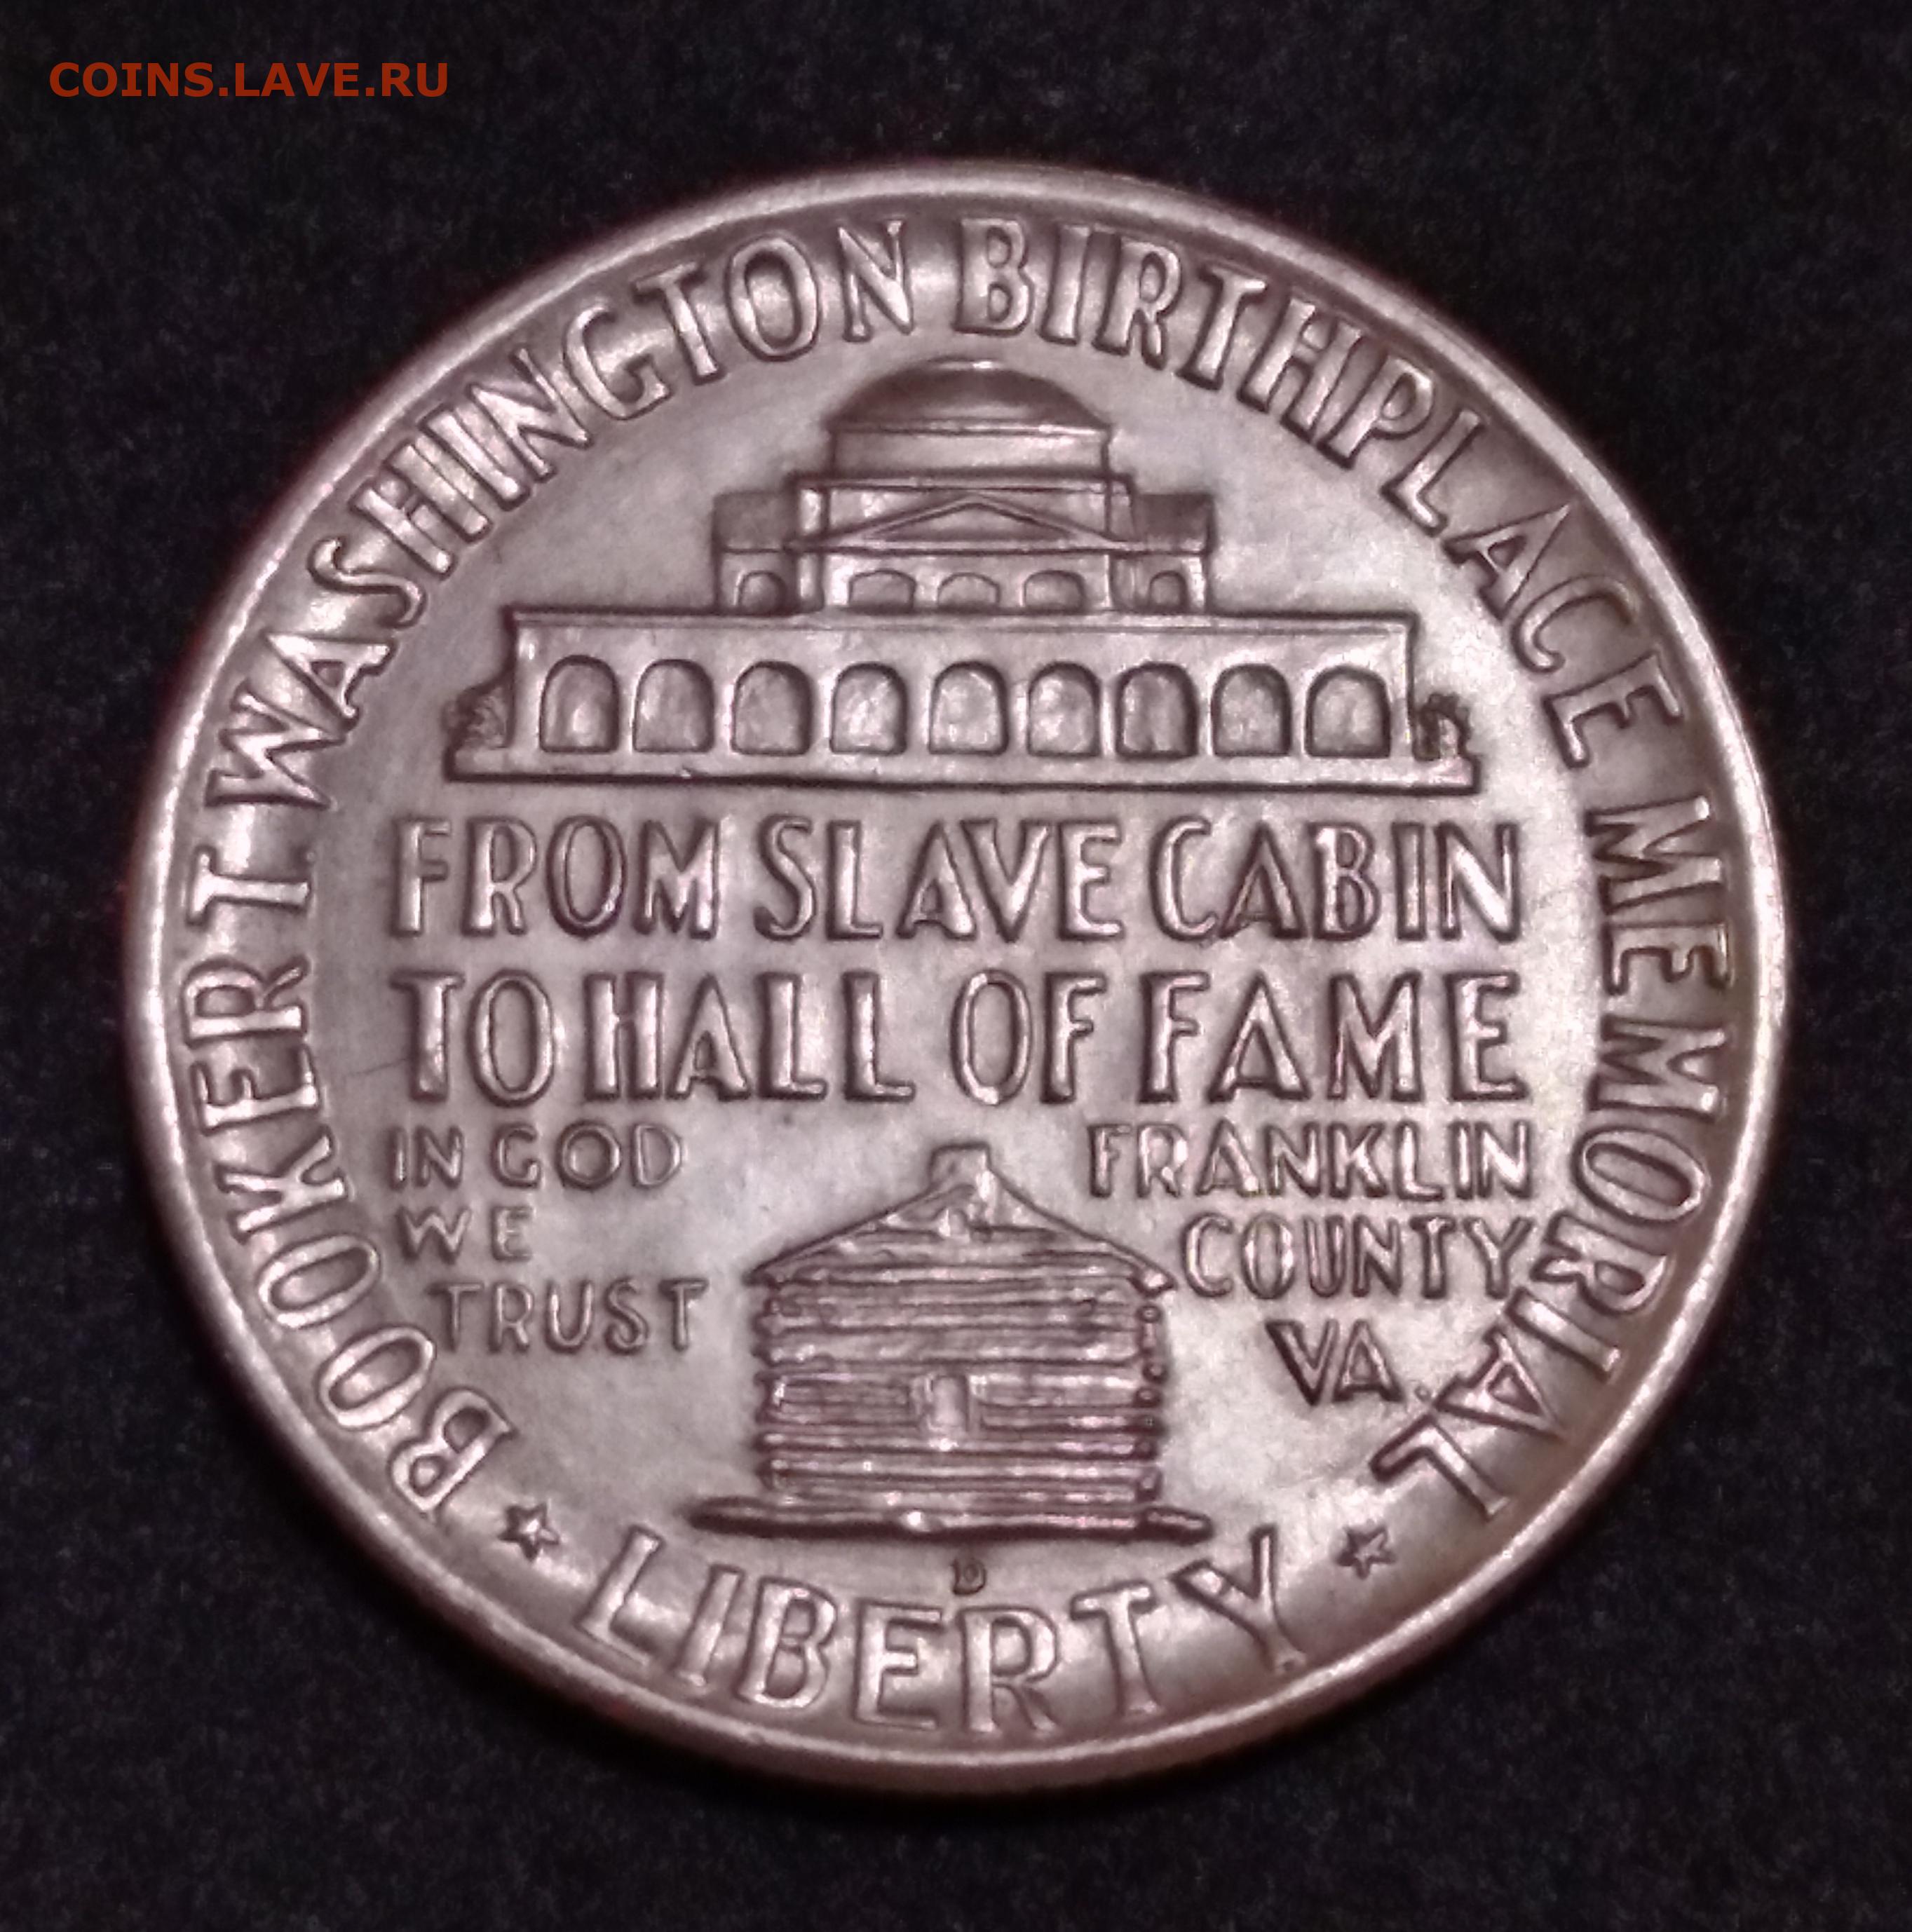 COINS.LAVE.RU
BOOKER T WASHINGTON BIRTHPLACE MEMORIAL
FROM SLAVE CABIN
TO HALL OF FAME
IN GOD
WE
TRUST
FRANKLIN
COUNTY
VA.
D
LIBERTY